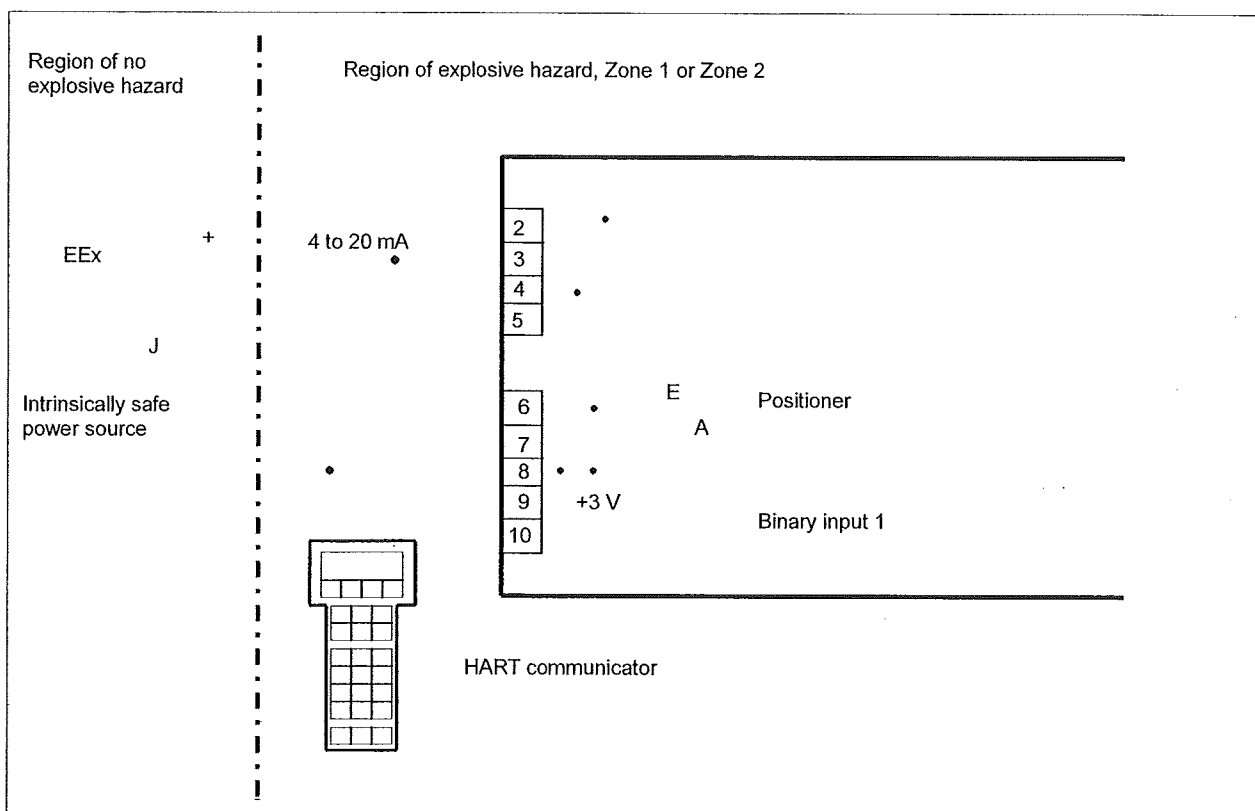 Region of no
explosive hazard
Region of explosive hazard, Zone 1 or Zone 2
+
EEx
4 to 20 mA
J
Intrinsically safe
power source
2
3
4
5
6
7
8
9
10
E
A
Positioner
+3 V
Binary input 1
HART communicator